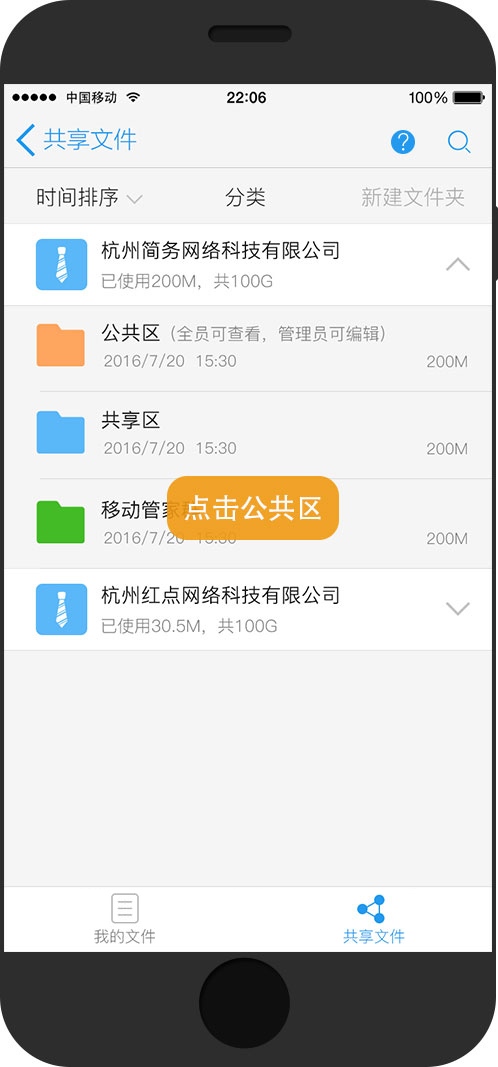 中国移动 22:06 100%
共享文件 ?
时间排序 分类 新建文件夹
杭州简务网络科技有限公司
已使用200M，共100G
公共区（全员可查看，管理员可编辑）
2016/7/20 15:30 200M
共享区
2016/7/20 15:30 200M
移动管家
点击公共区
2016/7/20 15:30 200M
杭州红点网络科技有限公司
已使用30.5M，共100G
我的文件 共享文件